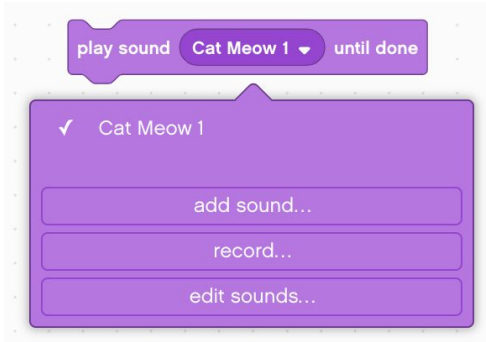 play sound Cat Meow 1 until done
Cat Meow 1
add sound...
record...
edit sounds...